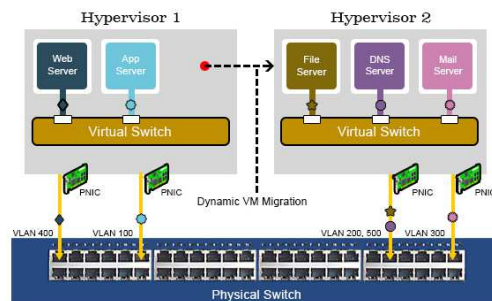 Hypervisor 1
Hypervisor 2
Web
Server
App
Server
File
Server
DNS
Server
Mail
Server
Virtual Switch
Virtual Switch
PNIC
PNIC
PNIC
PNIC
Dynamic VM Migration
VLAN 400
VLAN 100
VLAN 200, 500
VLAN 300
Physical Switch